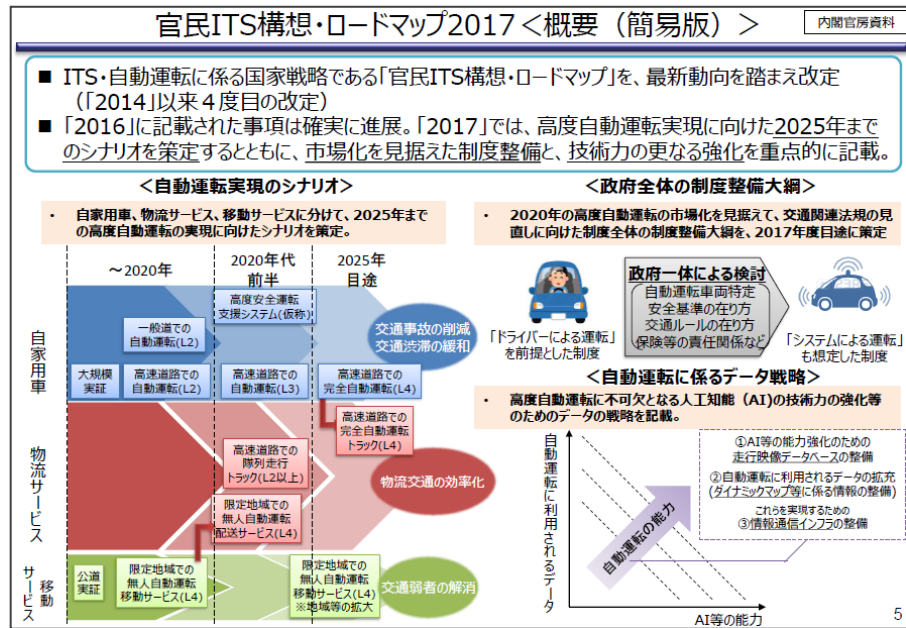 官民ITS構想・ロードマップ2017<概要（簡易版）>
内閣官房資料
■ ITS・自動運転に係る国家戦略である「官民ITS構想・ロードマップ」を、最新動向を踏まえ改定
（「2014」以来４度目の改定）
■ 「2016」に記載された事項は確実に進展。「2017」では、高度自動運転実現に向けた2025年まで
のシナリオを策定するとともに、市場化を見据えた制度整備と、技術力の更なる強化を重点的に記載。
<自動運転実現のシナリオ>
・ 自家用車、物流サービス、移動サービスに分けて、2025年まで
の高度自動運転の実現に向けたシナリオを策定。
～2020年
2020年代
前半
2025年
目途
自家用車
高度安全運転
支援システム(仮称)
一般道での
自動運転(L2)
交通事故の削減
交通渋滞の緩和
大規模
実証
高速道路での
自動運転(L2)
高速道路での
自動運転(L3)
高速道路での
完全自動運転(L4)
物流サービス
高速道路での
完全自動運転
トラック(L4)
高速道路での
隊列走行
トラック(L2以上)
物流交通の効率化
限定地域での
無人自動運転
配送サービス(L4)
移動
サービス
公道
実証
限定地域での
無人自動運転
移動サービス(L4)
限定地域での
無人自動運転
移動サービス(L4)
※地域等の拡大
交通弱者の解消
<政府全体の制度整備大綱>
・ 2020年の高度自動運転の市場化を見据えて、交通関連法規の見
直しに向けた制度全体の制度整備大綱を、2017年度目途に策定
「ドライバーによる運転」
を前提とした制度
政府一体による検討
自動運転車両特定
安全基準の在り方
交通ルールの在り方
保険等の責任関係など
「システムによる運転」
も想定した制度
<自動運転に係るデータ戦略>
・ 高度自動運転に不可欠となる人工知能（AI)の技術力の強化等
のためのデータの戦略を記載。
自動運転に利用されるデータ
自動運転の能力
①AI等の能力強化のための
走行映像データベースの整備
②自動運転に利用されるデータの拡充
(ダイナミックマップ等に係る情報の整備)
これらを実現するための
③情報通信インフラの整備
AI等の能力
5